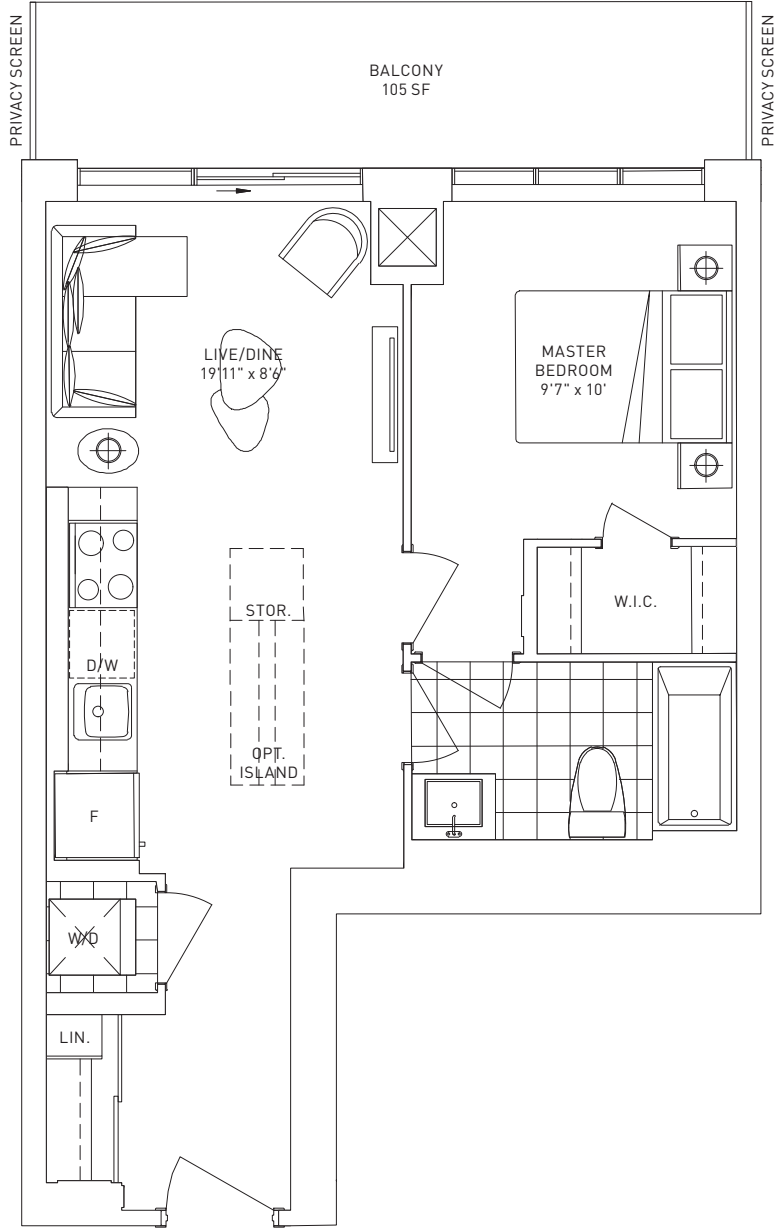 PRIVACY SCREEN
PRIVACY SCREEN
BALCONY
105 SF
LIVE/DINE
19'11" x 8'6"
MASTER
BEDROOM
9'7" x 10'
STOR.
W.I.C.
D/W
OPT.
ISLAND
F
W/D
LIN.